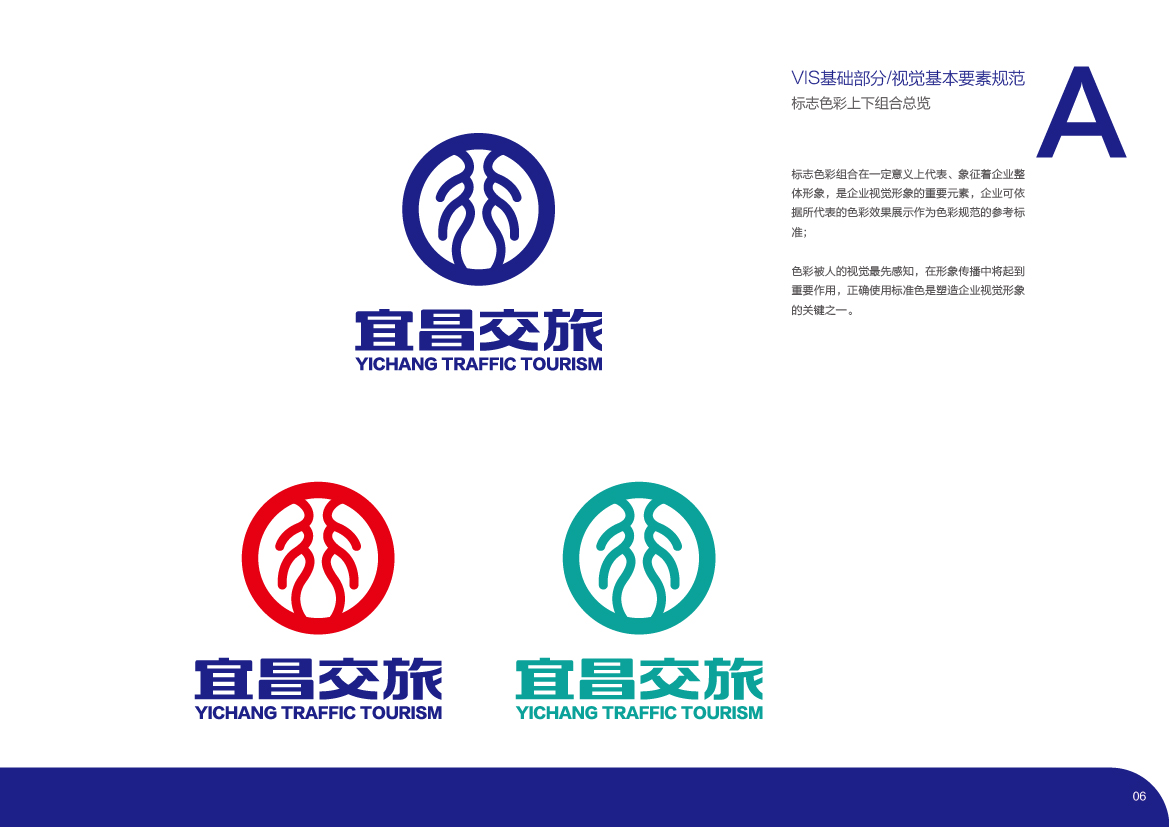 VIS基础部分/视觉基本要素规范
标志色彩上下组合总览
A
标志色彩组合在一定意义上代表、象征着企业整
体形象，是企业视觉形象的重要元素，企业可依
据所代表的色彩效果展示作为色彩规范的参考标
准；
色彩被人的视觉最先感知，在形象传播中将起到
重要作用，正确使用标准色是塑造企业视觉形象
的关键之一。
宜昌交旅
YICHANG TRAFFIC TOURISM
宜昌交旅
YICHANG TRAFFIC TOURISM
宜昌交旅
YICHANG TRAFFIC TOURISM
06